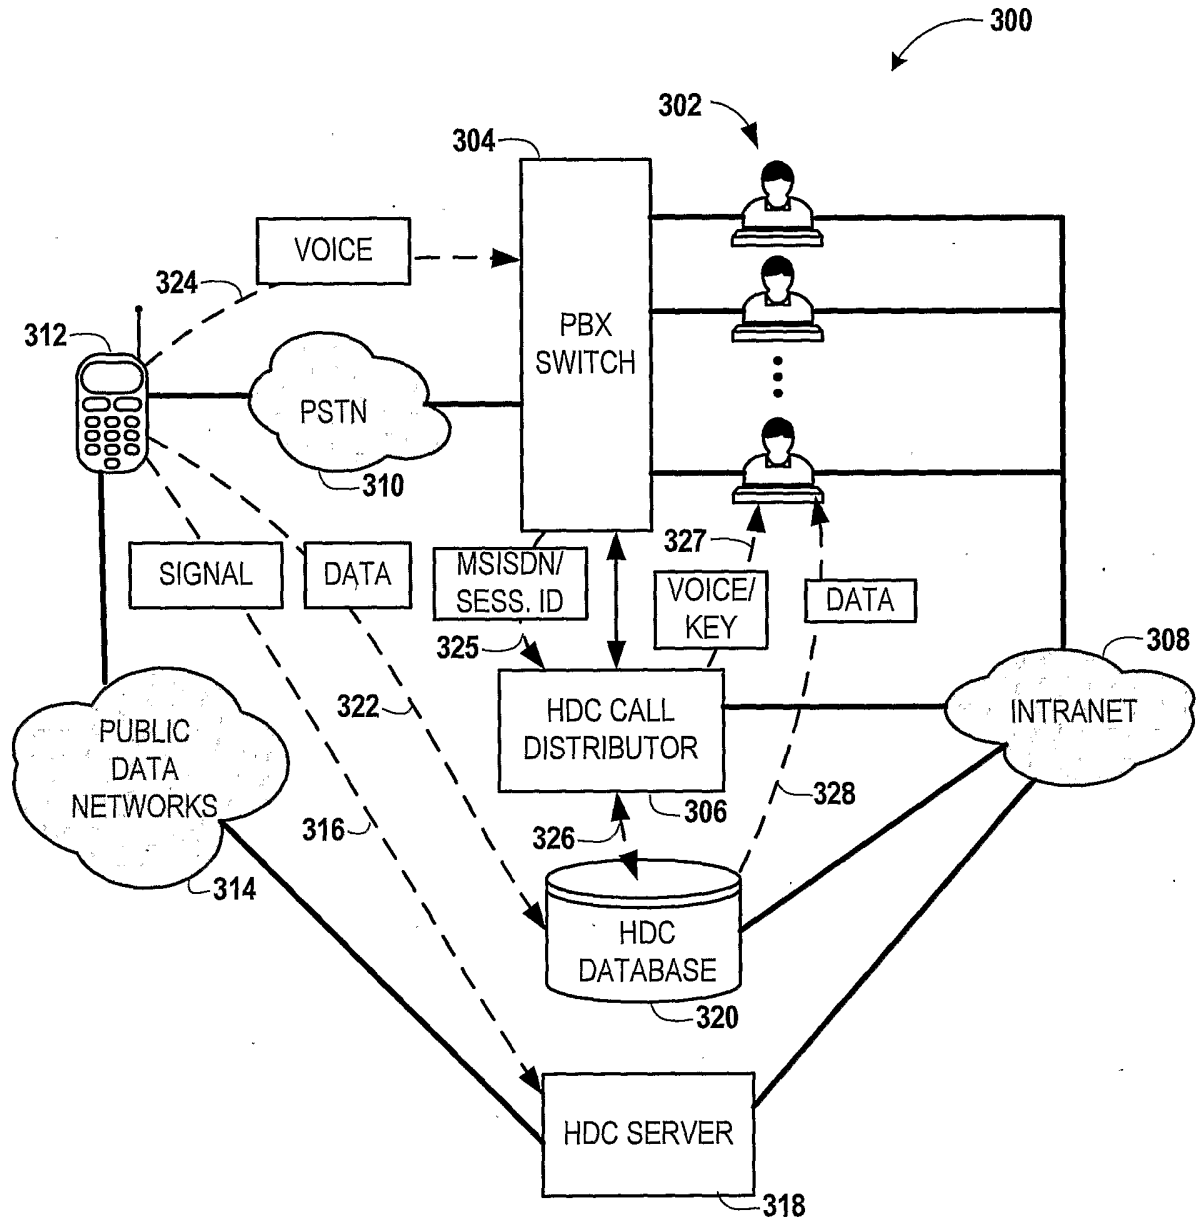 300
302
304
VOICE
324
312
PBX
SWITCH
PSTN
310
327
SIGNAL
DATA
MSISDN/
SESS. ID
VOICE/
KEY
DATA
325
308
322
HDC CALL
DISTRIBUTOR
INTRANET
PUBLIC
DATA
NETWORKS
316
326
306
328
314
HDC
DATABASE
320
HDC SERVER
318